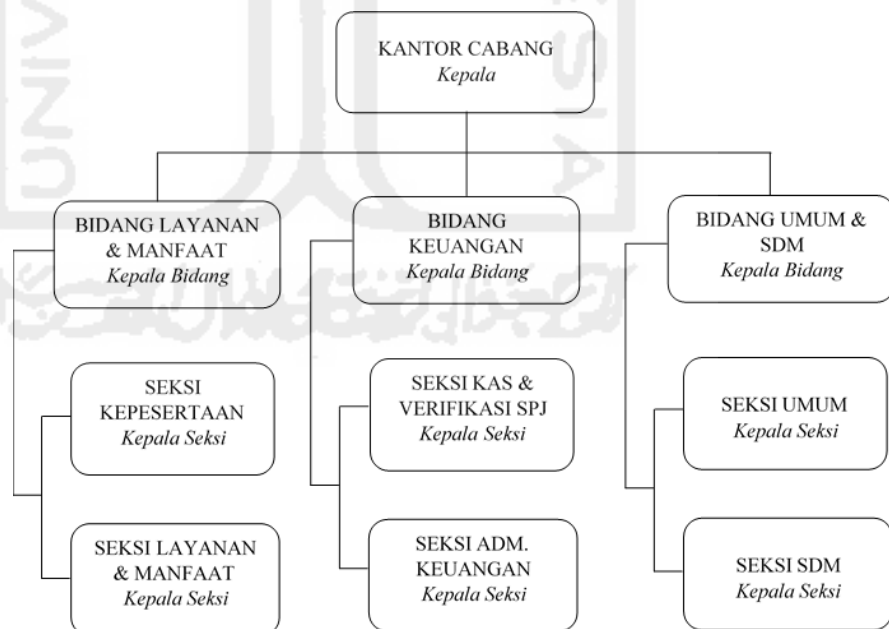 KANTOR CABANG
Kepala
BIDANG LAYANAN
& MANFAAT
Kepala Bidang
BIDANG
KEUANGAN
Kepala Bidang
BIDANG UMUM &
SDM
Kepala Bidang
SEKSI
KEPESERTAAN
Kepala Seksi
SEKSI KAS &
VERIFIKASI SPJ
Kepala Seksi
SEKSI UMUM
Kepala Seksi
SEKSI LAYANAN
& MANFAAT
Kepala Seksi
SEKSI ADM.
KEUANGAN
Kepala Seksi
SEKSI SDM
Kepala Seksi